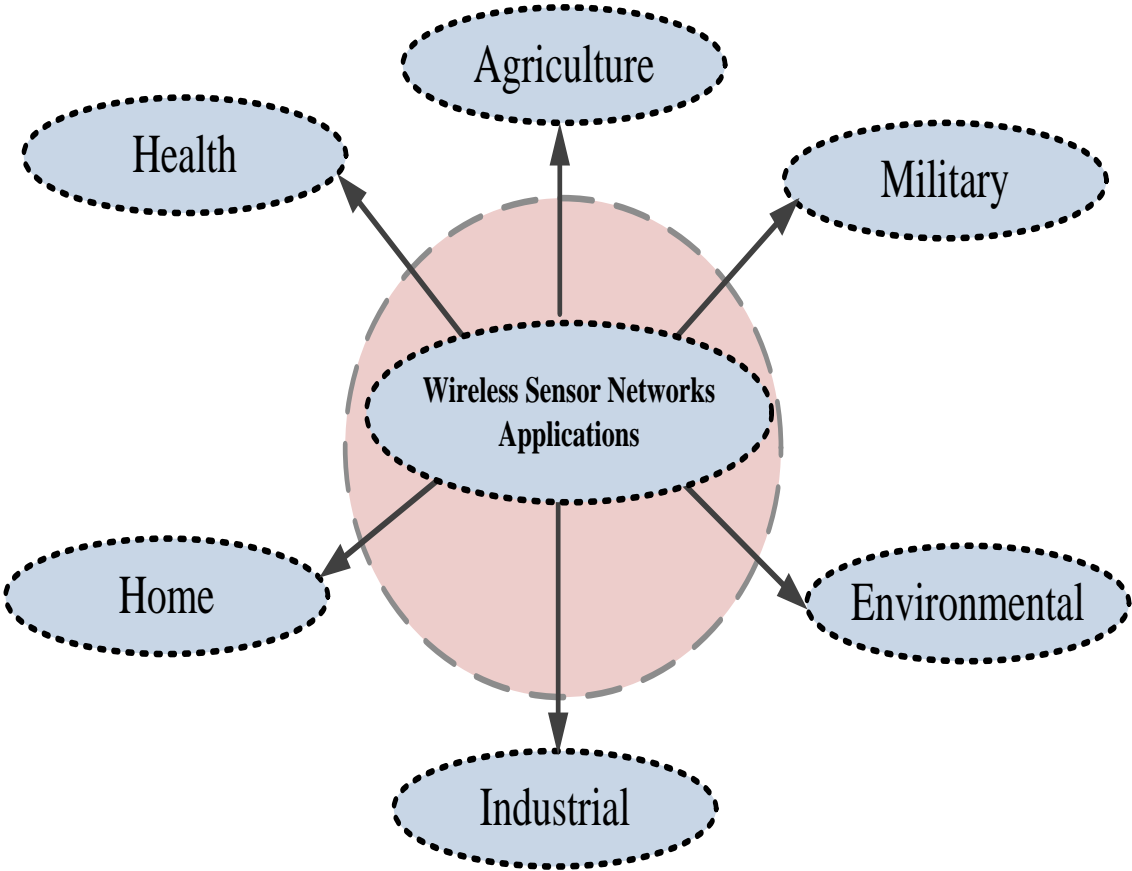 Agriculture
Health
Military
Wireless Sensor Networks
Applications
Home
Environmental
Industrial